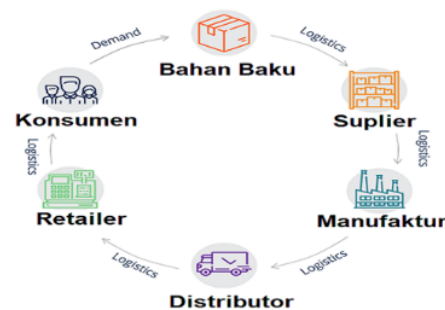 Demand
Bahan Baku
Logistics
Suplier
Logistics
Manufaktur
Logistics
Distributor
Logistics
Retailer
Logistics
Konsumen